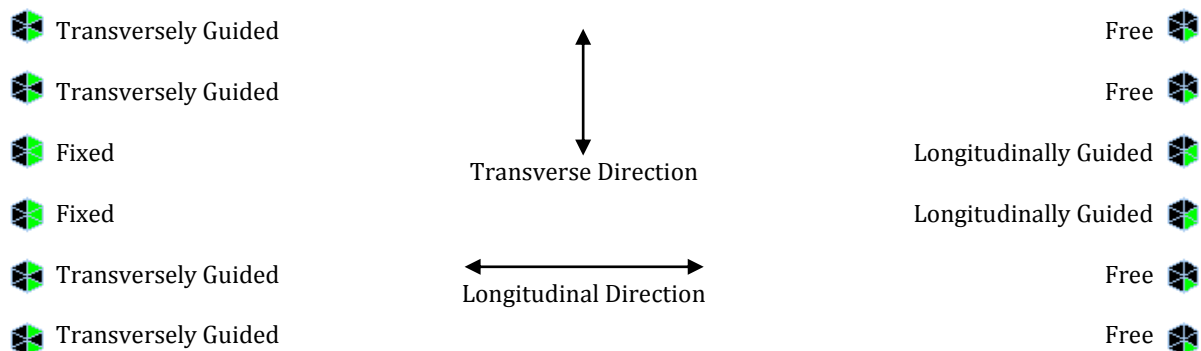 Transversely Guided
Free
Transversely Guided
Free
Fixed
Longitudinally Guided
Transverse Direction
Fixed
Longitudinally Guided
Transversely Guided
Free
Longitudinal Direction
Transversely Guided
Free